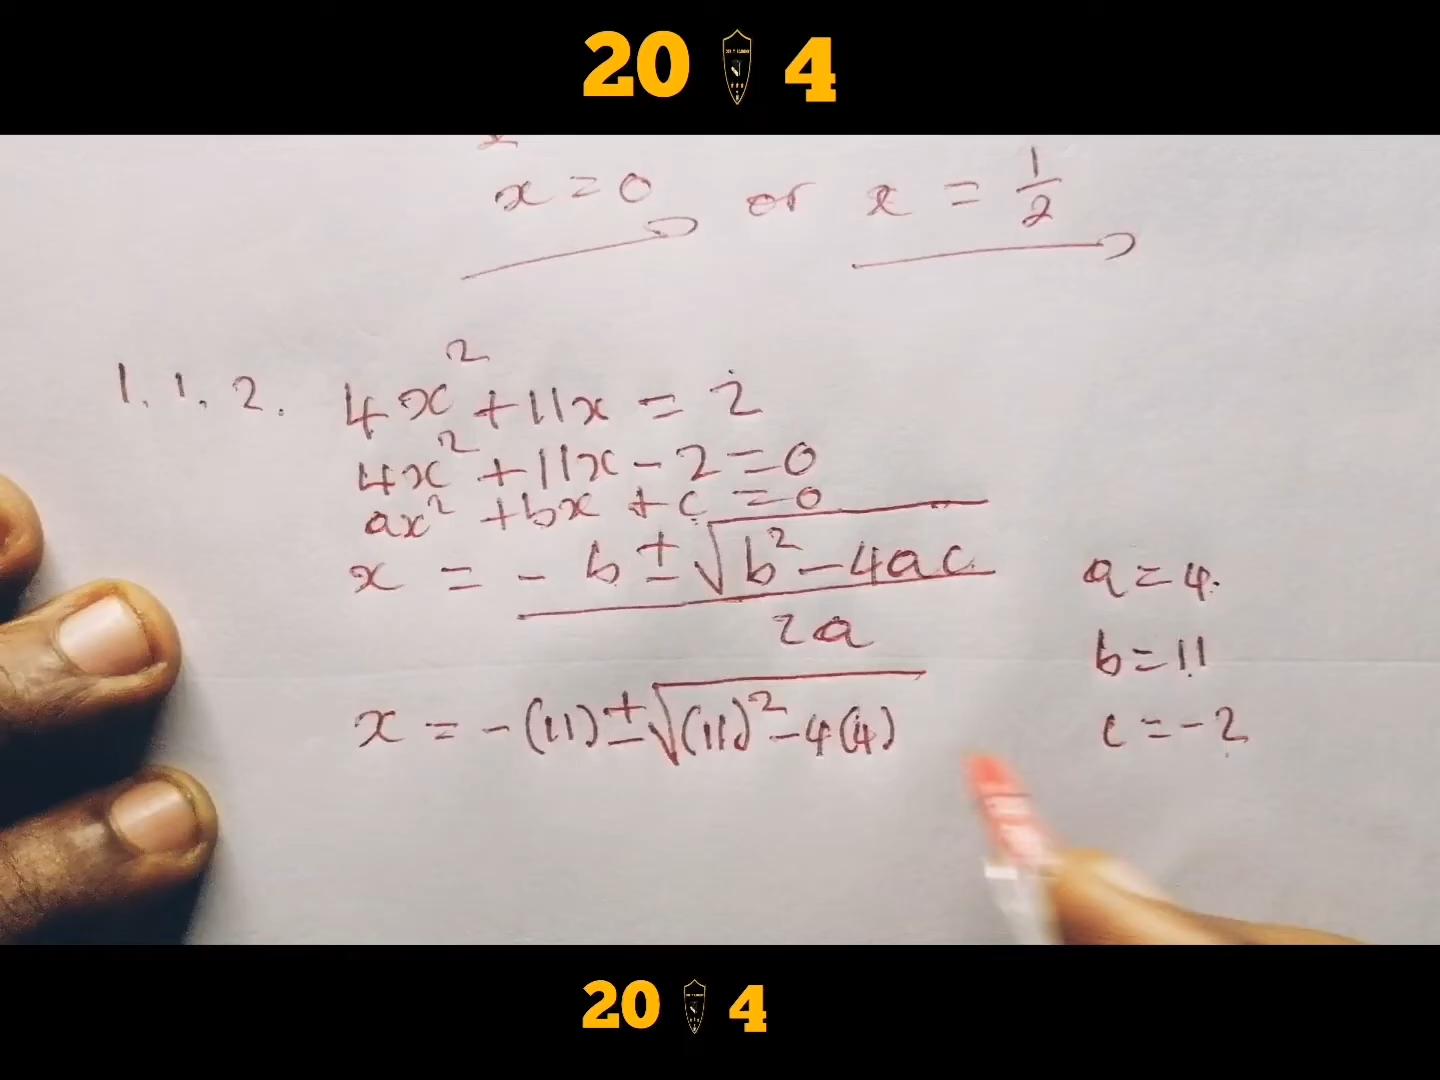 20 4
x = 0 or x = 1/2
1.1.2. 4x² + 11x = 2
4x² + 11x - 2 = 0
ax² + bx + c = 0
x = - b ± √b² - 4ac
2a
a = 4.
b = 11
c = -2
x = -(11) ± √(11)² - 4(4)
20 4